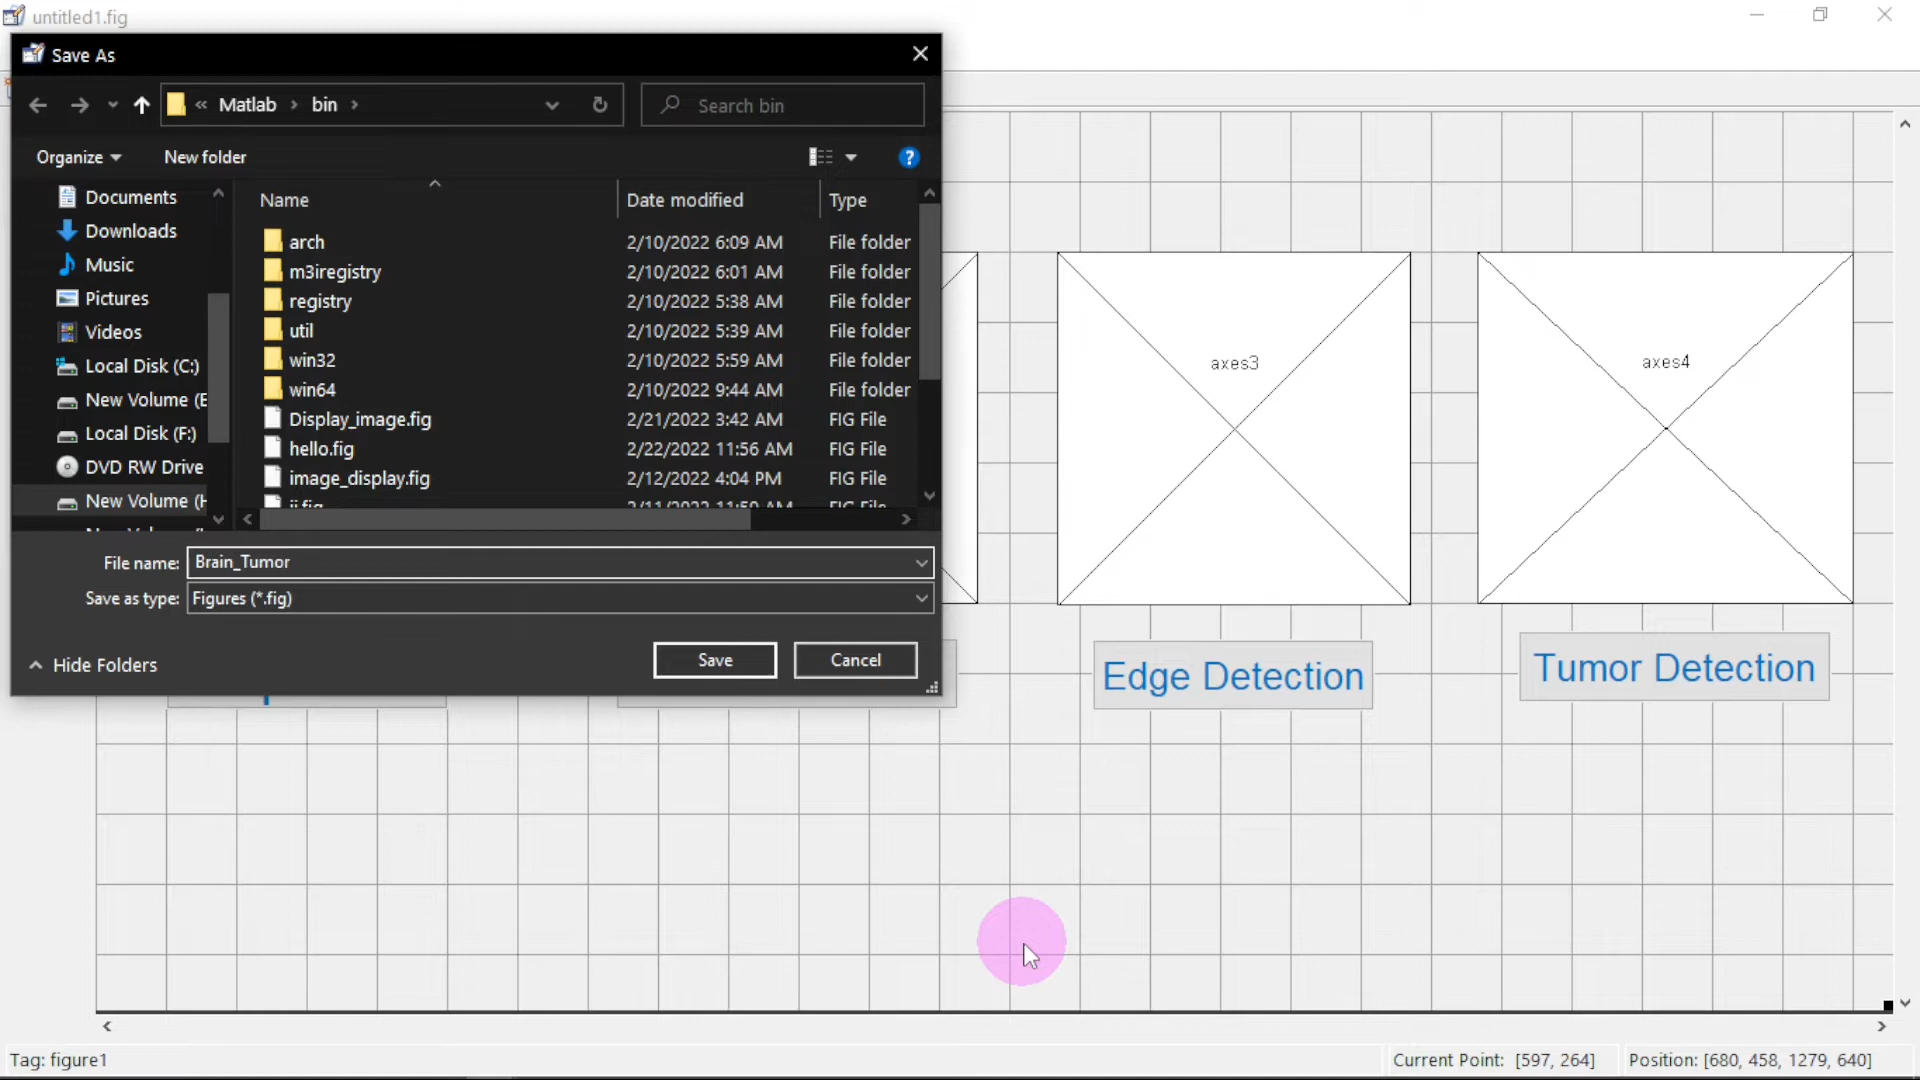 untitled1.fig
Save As
« Matlab › bin ›
Search bin
Organize
New folder
Documents
Downloads
Music
Pictures
Videos
Local Disk (C:)
New Volume (E
Local Disk (F:)
DVD RW Drive
New Volume (H
Name Date modified Type
arch 2/10/2022 6:09 AM File folder
m3iregistry 2/10/2022 6:01 AM File folder
registry 2/10/2022 5:38 AM File folder
util 2/10/2022 5:39 AM File folder
win32 2/10/2022 5:59 AM File folder
win64 2/10/2022 9:44 AM File folder
Display_image.fig 2/21/2022 3:42 AM FIG File
hello.fig 2/22/2022 11:56 AM FIG File
image_display.fig 2/12/2022 4:04 PM FIG File
File name: Brain_Tumor
Save as type: Figures (*.fig)
Hide Folders
Save
Cancel
axes3
axes4
Edge Detection
Tumor Detection
Tag: figure1
Current Point: [597, 264]
Position: [680, 458, 1279, 640]